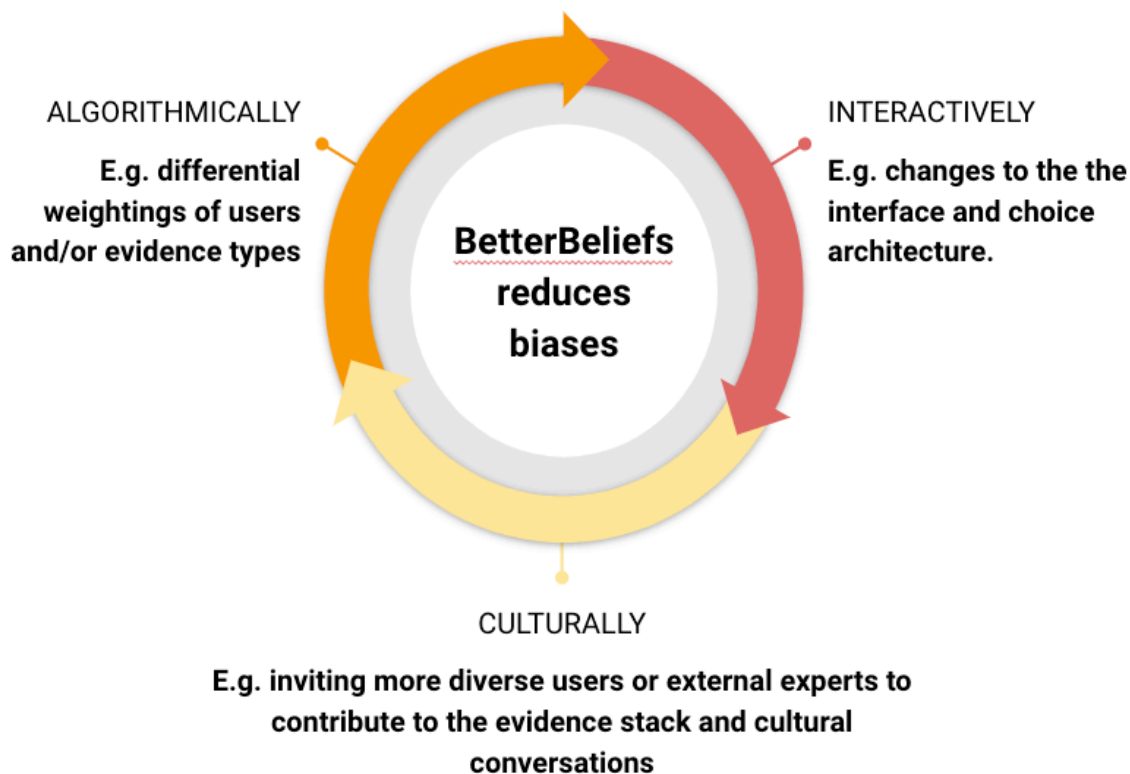 ALGORITHMICALLY
E.g. differential
weightings of users
and/or evidence types
INTERACTIVELY
E.g. changes to the the
interface and choice
architecture.
BetterBeliefs
reduces
biases
CULTURALLY
E.g. inviting more diverse users or external experts to
contribute to the evidence stack and cultural
conversations